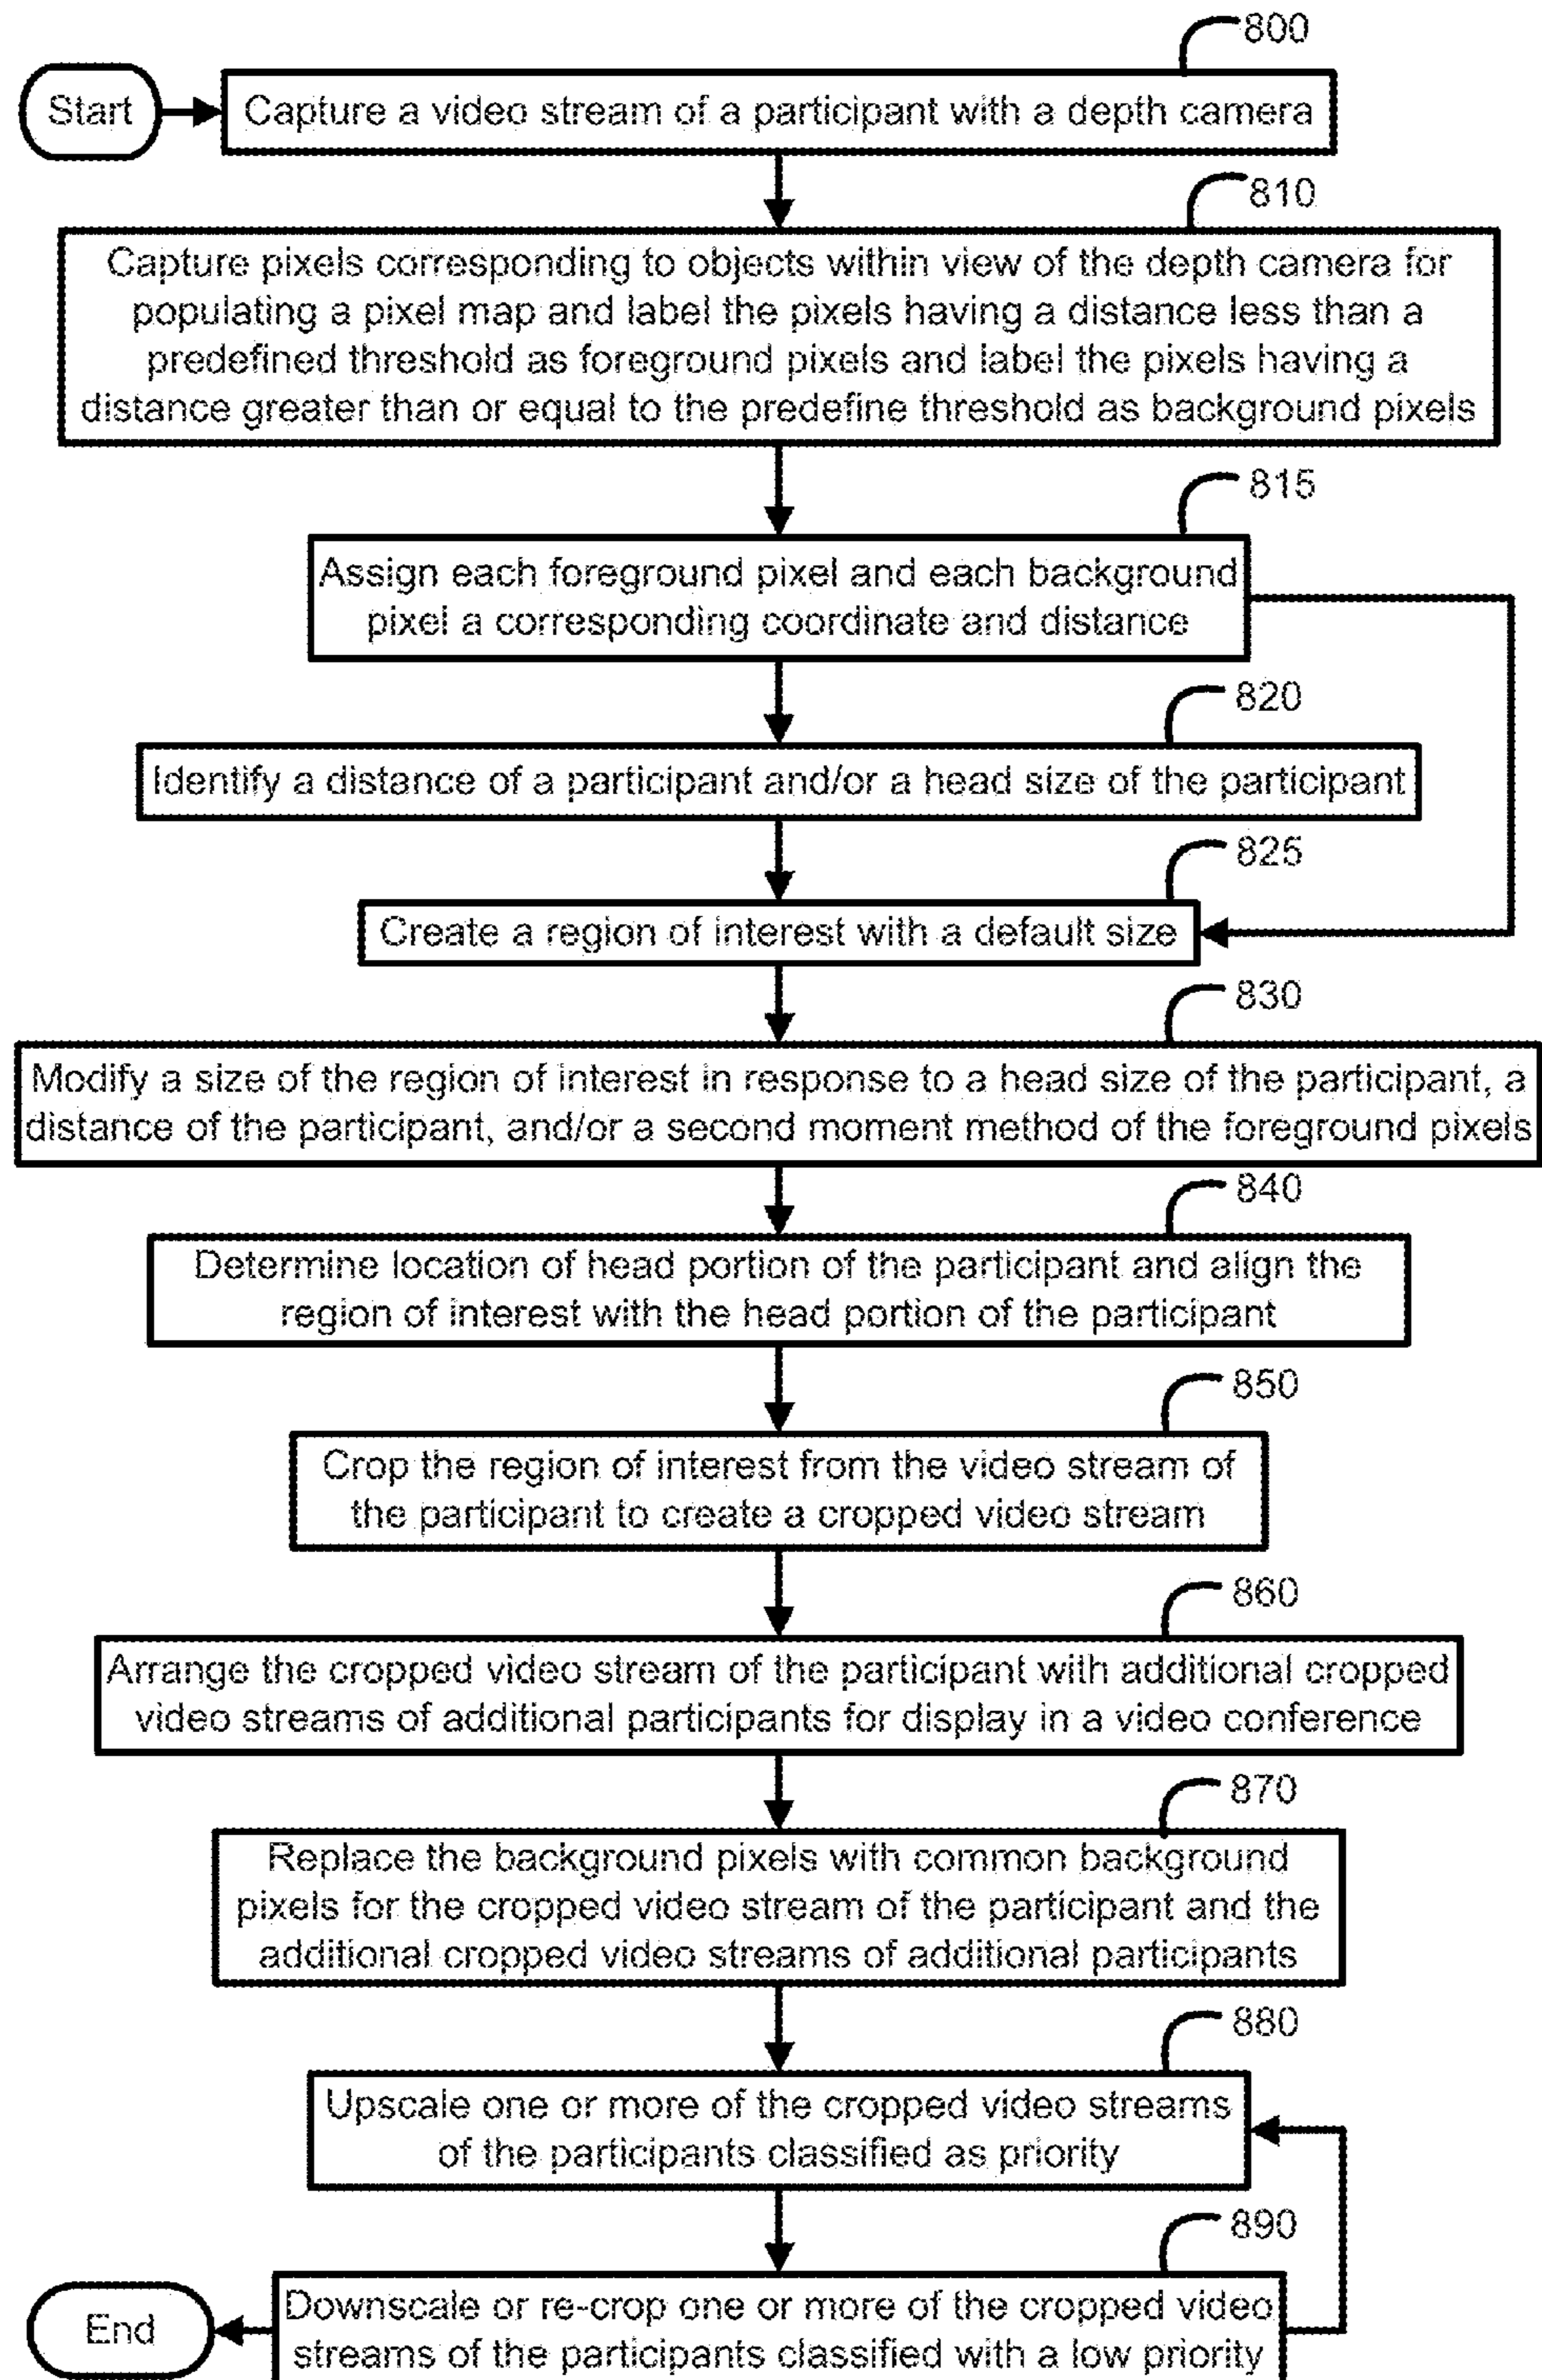 800
Start
Capture a video stream of a participant with a depth camera
810
Capture pixels corresponding to objects within view of the depth camera for
populating a pixel map and label the pixels having a distance less than a
predefined threshold as foreground pixels and label the pixels having a
distance greater than or equal to the predefine threshold as background pixels
815
Assign each foreground pixel and each background
pixel a corresponding coordinate and distance
820
Identify a distance of a participant and/or a head size of the participant
825
Create a region of interest with a default size
830
Modify a size of the region of interest in response to a head size of the participant, a
distance of the participant, and/or a second moment method of the foreground pixels
840
Determine location of head portion of the participant and align the
region of interest with the head portion of the participant
850
Crop the region of interest from the video stream of
the participant to create a cropped video stream
860
Arrange the cropped video stream of the participant with additional cropped
video streams of additional participants for display in a video conference
870
Replace the background pixels with common background
pixels for the cropped video stream of the participant and the
additional cropped video streams of additional participants
880
Upscale one or more of the cropped video streams
of the participants classified as priority
890
Downscale or re-crop one or more of the cropped video
streams of the participants classified with a low priority
End